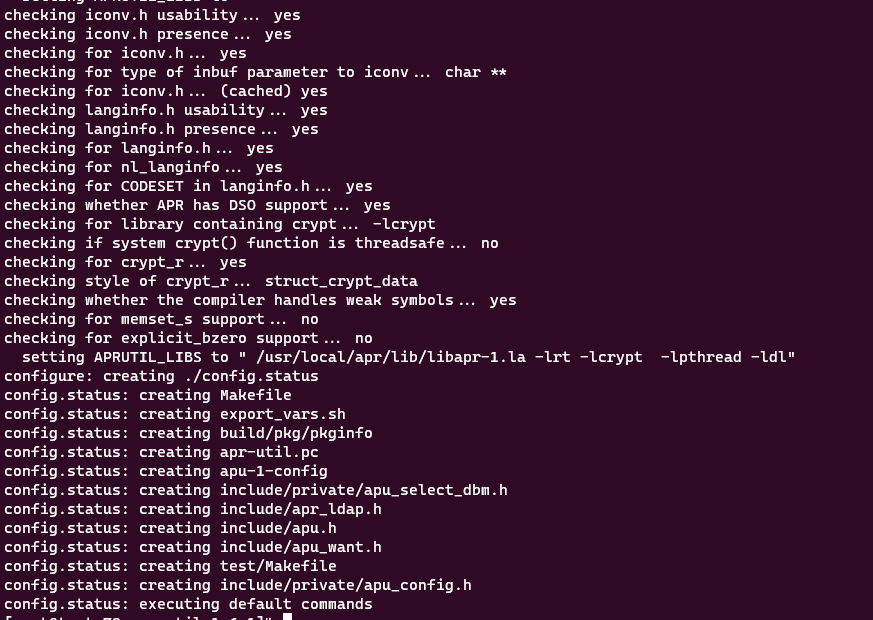 checking iconv.h usability... yes
checking iconv.h presence... yes
checking for iconv.h... yes
checking for type of inbuf parameter to iconv... char **
checking for iconv.h... (cached) yes
checking langinfo.h usability... yes
checking langinfo.h presence... yes
checking for langinfo.h... yes
checking for nl_langinfo... yes
checking for CODESET in langinfo.h... yes
checking whether APR has DSO support... yes
checking for library containing crypt... -lcrypt
checking if system crypt() function is threadsafe... no
checking for crypt_r... yes
checking style of crypt_r... struct_crypt_data
checking whether the compiler handles weak symbols... yes
checking for memset_s support... no
checking for explicit_bzero support... no
  setting APRUTIL_LIBS to " /usr/local/apr/lib/libapr-1.la -lrt -lcrypt  -lpthread -ldl"
configure: creating ./config.status
config.status: creating Makefile
config.status: creating export_vars.sh
config.status: creating build/pkg/pkginfo
config.status: creating apr-util.pc
config.status: creating apu-1-config
config.status: creating include/private/apu_select_dbm.h
config.status: creating include/apr_ldap.h
config.status: creating include/apu.h
config.status: creating include/apu_want.h
config.status: creating test/Makefile
config.status: creating include/private/apu_config.h
config.status: executing default commands